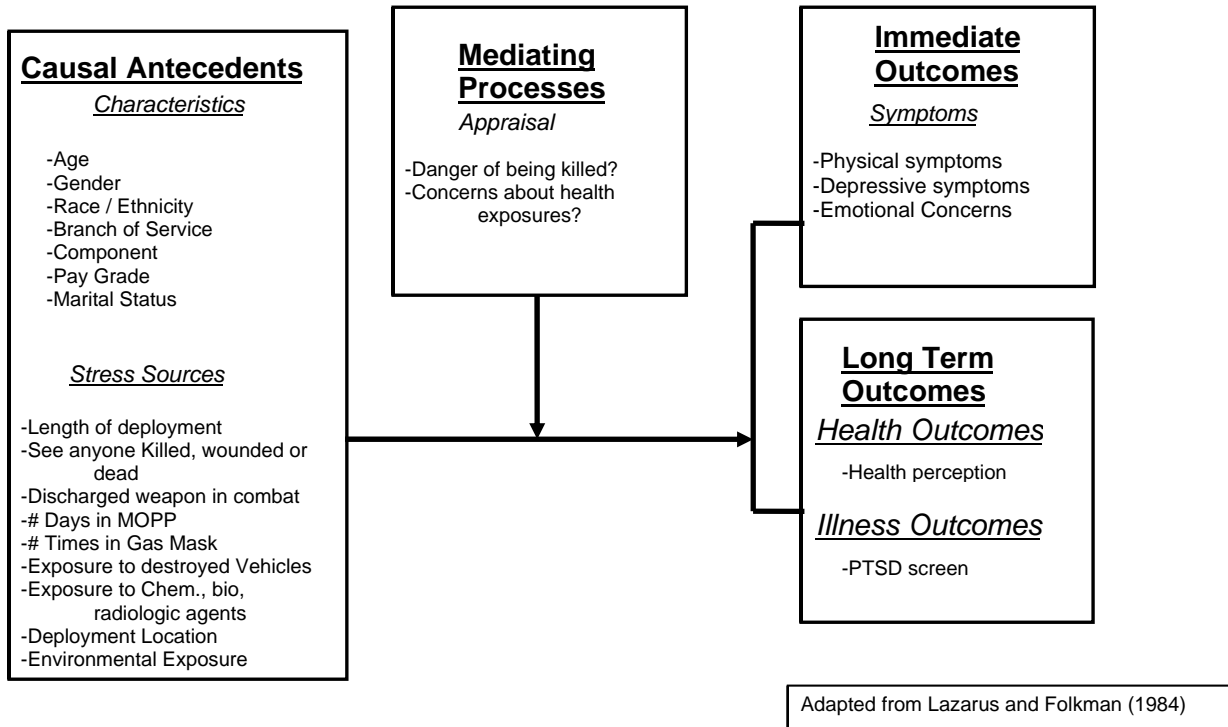 Causal Antecedents
Characteristics
-Age
-Gender
-Race / Ethnicity
-Branch of Service
-Component
-Pay Grade
-Marital Status
Stress Sources
-Length of deployment
-See anyone Killed, wounded or
dead
-Discharged weapon in combat
-# Days in MOPP
-# Times in Gas Mask
-Exposure to destroyed Vehicles
-Exposure to Chem., bio,
radiologic agents
-Deployment Location
-Environmental Exposure
Mediating
Processes
Appraisal
-Danger of being killed?
-Concerns about health
exposures?
Immediate
Outcomes
Symptoms
-Physical symptoms
-Depressive symptoms
-Emotional Concerns
Long Term
Outcomes
Health Outcomes
-Health perception
Illness Outcomes
-PTSD screen
Adapted from Lazarus and Folkman (1984)